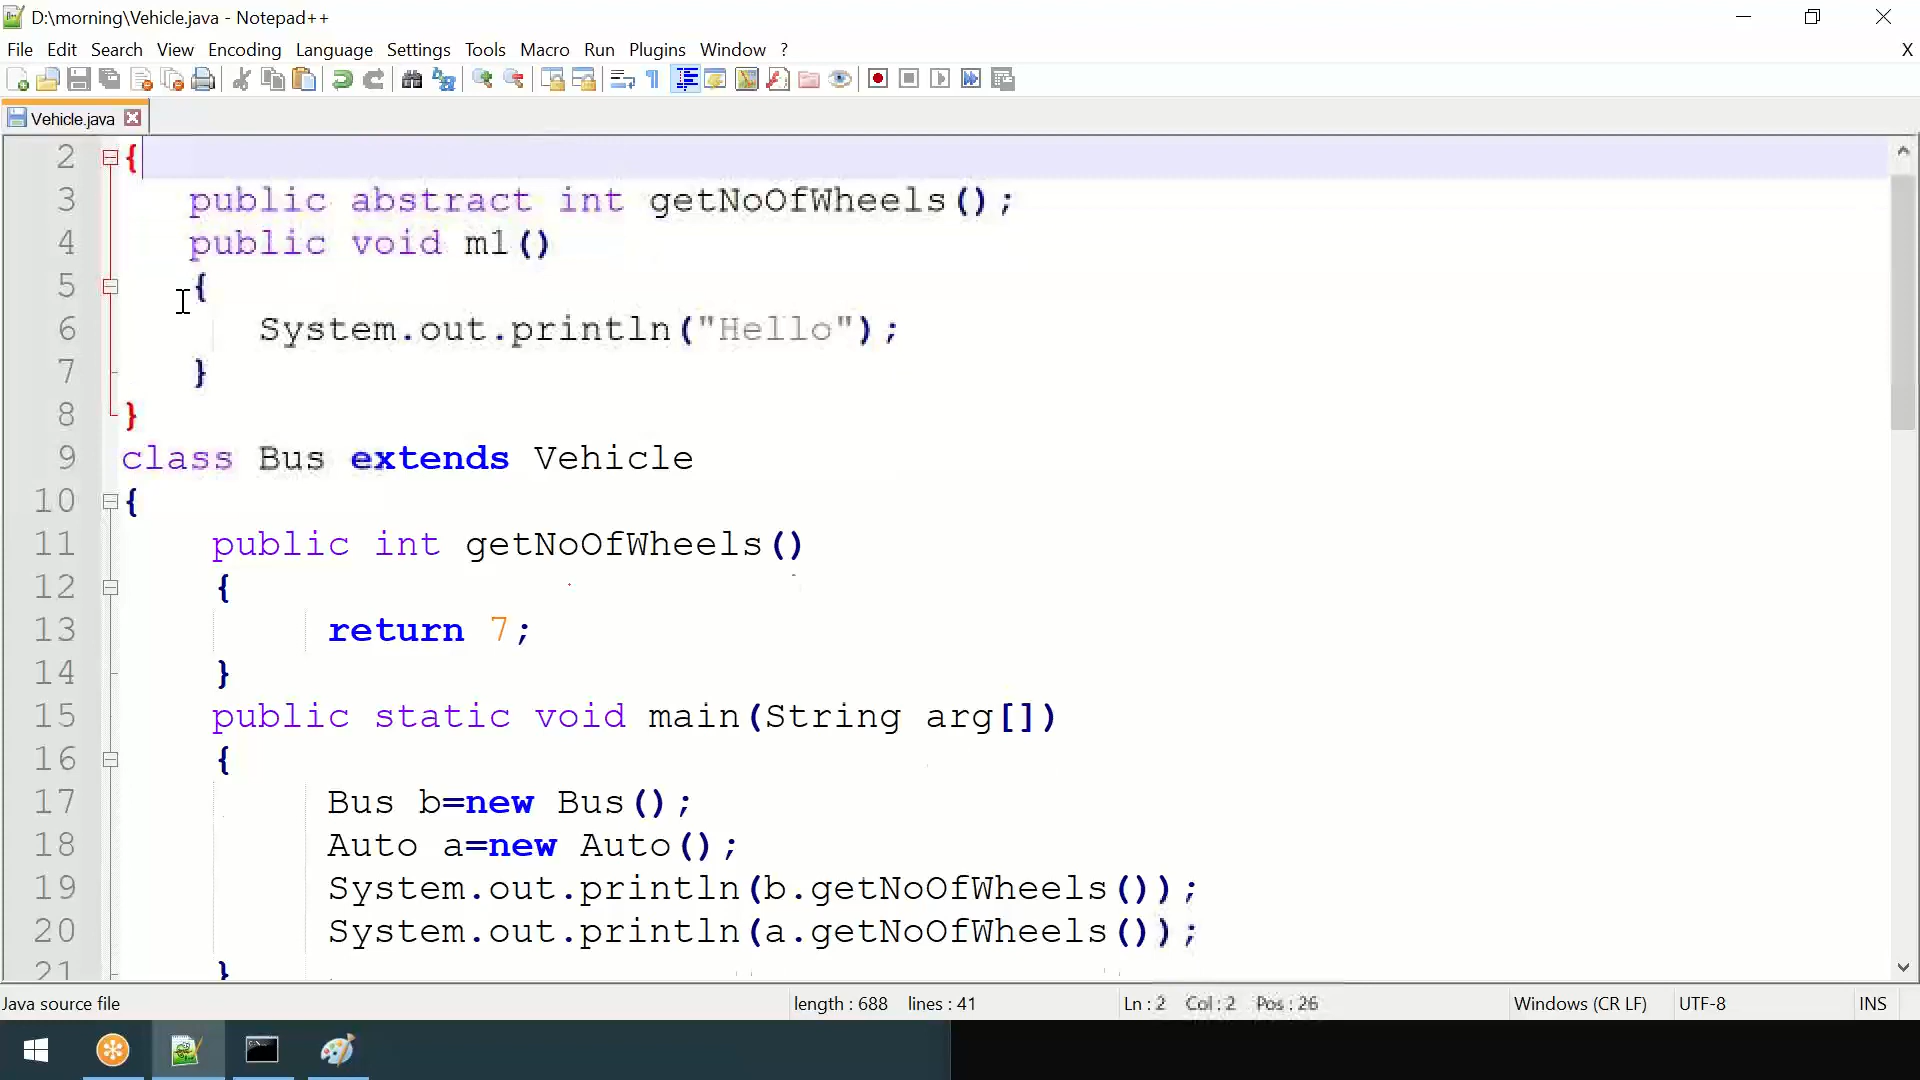 D:\morning\Vehicle.java - Notepad++
File Edit Search View Encoding Language Settings Tools Macro Run Plugins Window ? X
Vehicle.java
2 {
3 public abstract int getNoOfWheels();
4 public void m1()
5 {
6 System.out.println("Hello");
7 }
8 }
9 class Bus extends Vehicle
10 {
11 public int getNoOfWheels()
12 {
13 return 7;
14 }
15 public static void main(String arg[])
16 {
17 Bus b=new Bus();
18 Auto a=new Auto();
19 System.out.println(b.getNoOfWheels());
20 System.out.println(a.getNoOfWheels());
21 }
Java source file length : 688 lines : 41 Ln : 2 Col : 2 Pos : 26 Windows (CR LF) UTF-8 INS